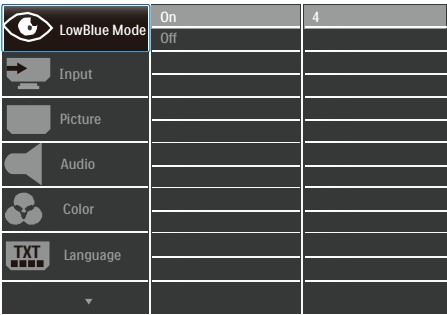 LowBlue Mode
On
4
Off
Input
Picture
Audio
Color
TXT
Language